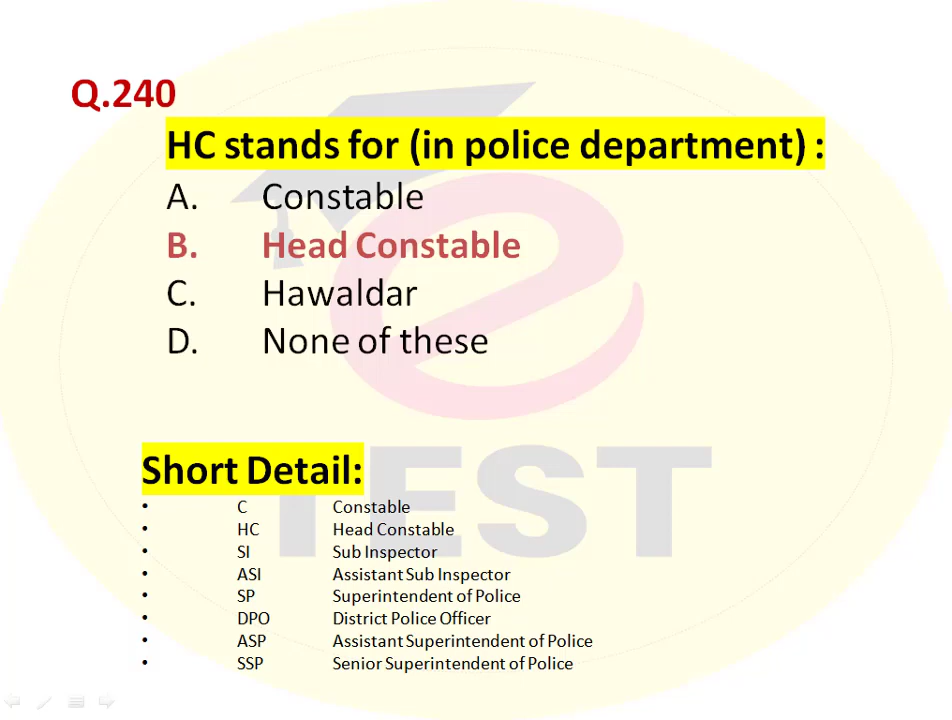 Q.240
HC stands for (in police department) :
A. Constable
B. Head Constable
C. Hawaldar
D. None of these
Short Detail:
• C Constable
• HC Head Constable
• SI Sub Inspector
• ASI Assistant Sub Inspector
• SP Superintendent of Police
• DPO District Police Officer
• ASP Assistant Superintendent of Police
• SSP Senior Superintendent of Police
e
TEST